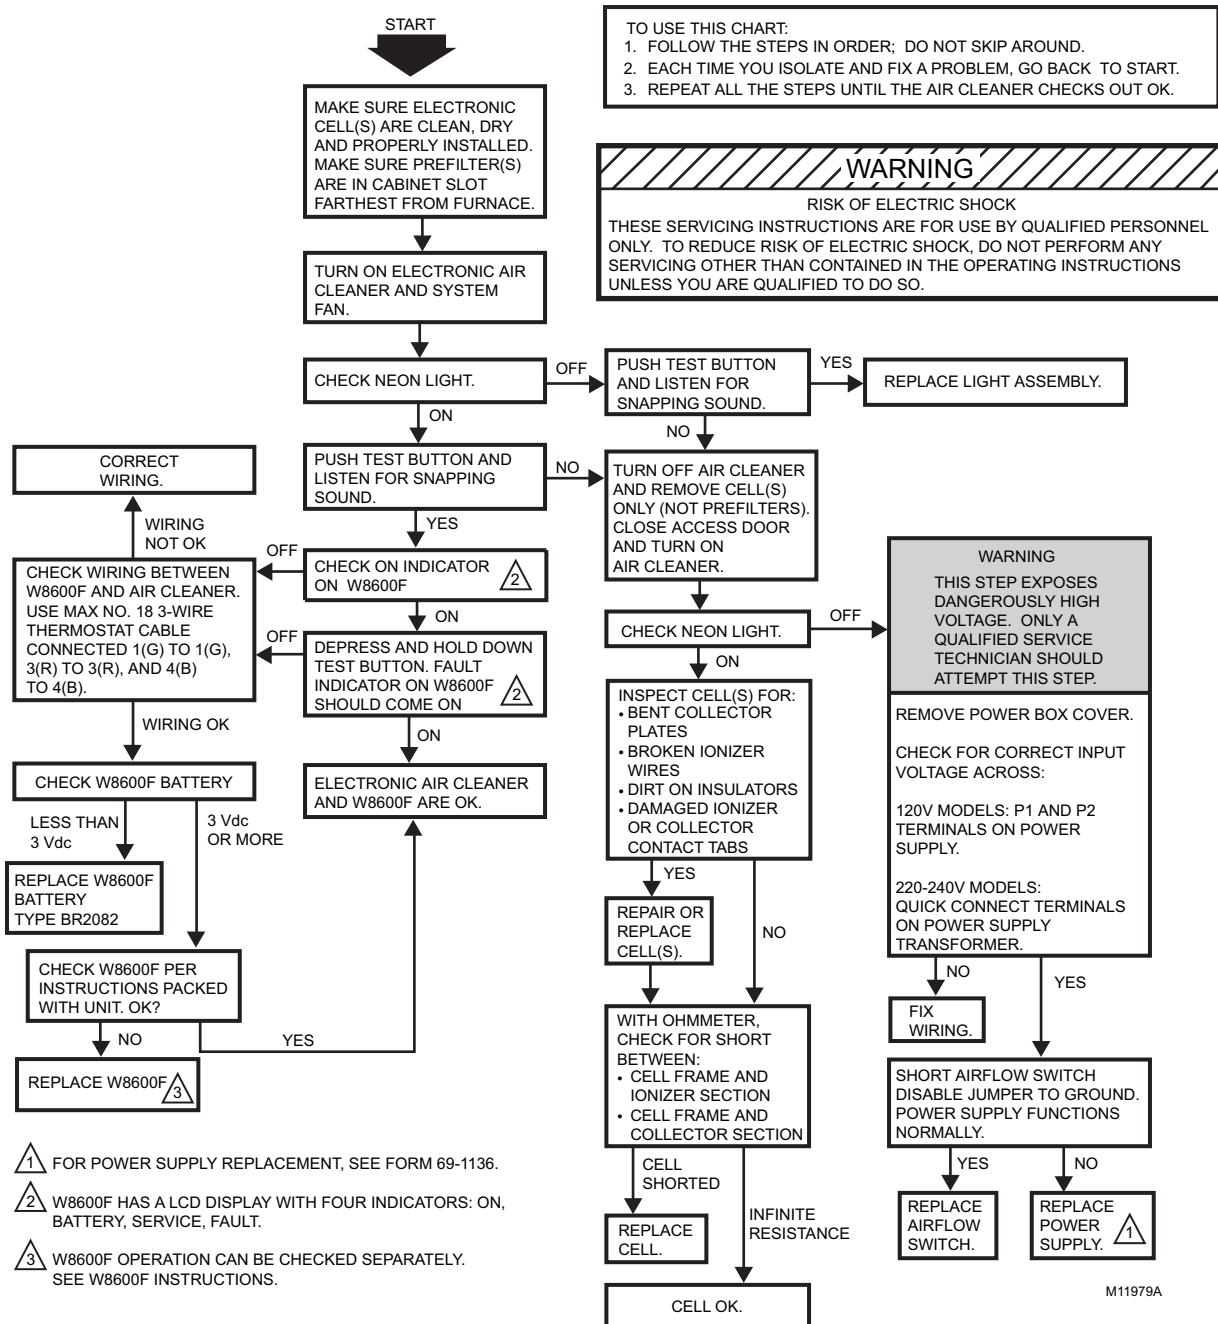 START
TO USE THIS CHART:
1. FOLLOW THE STEPS IN ORDER; DO NOT SKIP AROUND.
2. EACH TIME YOU ISOLATE AND FIX A PROBLEM, GO BACK TO START.
3. REPEAT ALL THE STEPS UNTIL THE AIR CLEANER CHECKS OUT OK.
WARNING
RISK OF ELECTRIC SHOCK
THESE SERVICING INSTRUCTIONS ARE FOR USE BY QUALIFIED PERSONNEL
ONLY. TO REDUCE RISK OF ELECTRIC SHOCK, DO NOT PERFORM ANY
SERVICING OTHER THAN CONTAINED IN THE OPERATING INSTRUCTIONS
UNLESS YOU ARE QUALIFIED TO DO SO.
MAKE SURE ELECTRONIC
CELL(S) ARE CLEAN, DRY
AND PROPERLY INSTALLED.
MAKE SURE PREFILTER(S)
ARE IN CABINET SLOT
FARTHEST FROM FURNACE.
TURN ON ELECTRONIC AIR
CLEANER AND SYSTEM
FAN.
CHECK NEON LIGHT.
OFF
PUSH TEST BUTTON
AND LISTEN FOR
SNAPPING SOUND.
YES
REPLACE LIGHT ASSEMBLY.
ON
NO
PUSH TEST BUTTON AND
LISTEN FOR SNAPPING
SOUND.
NO
TURN OFF AIR CLEANER
AND REMOVE CELL(S)
ONLY (NOT PREFILTERS).
CLOSE ACCESS DOOR
AND TURN ON
AIR CLEANER.
YES
CHECK ON INDICATOR
ON W8600F
2
OFF
ON
DEPRESS AND HOLD DOWN
TEST BUTTON. FAULT
INDICATOR ON W8600F
SHOULD COME ON
2
OFF
ON
ELECTRONIC AIR CLEANER
AND W8600F ARE OK.
CORRECT
WIRING.
WIRING
NOT OK
CHECK WIRING BETWEEN
W8600F AND AIR CLEANER.
USE MAX NO. 18 3-WIRE
THERMOSTAT CABLE
CONNECTED 1(G) TO 1(G),
3(R) TO 3(R), AND 4(B)
TO 4(B).
WIRING OK
CHECK W8600F BATTERY
LESS THAN
3 Vdc
3 Vdc
OR MORE
REPLACE W8600F
BATTERY
TYPE BR2082
CHECK W8600F PER
INSTRUCTIONS PACKED
WITH UNIT. OK?
NO
YES
REPLACE W8600F
3
CHECK NEON LIGHT.
OFF
ON
INSPECT CELL(S) FOR:
• BENT COLLECTOR
PLATES
• BROKEN IONIZER
WIRES
• DIRT ON INSULATORS
• DAMAGED IONIZER
OR COLLECTOR
CONTACT TABS
YES
REPAIR OR
REPLACE
CELL(S).
NO
WITH OHMMETER,
CHECK FOR SHORT
BETWEEN:
• CELL FRAME AND
IONIZER SECTION
• CELL FRAME AND
COLLECTOR SECTION
CELL
SHORTED
INFINITE
RESISTANCE
REPLACE
CELL.
CELL OK.
WARNING
THIS STEP EXPOSES
DANGEROUSLY HIGH
VOLTAGE. ONLY A
QUALIFIED SERVICE
TECHNICIAN SHOULD
ATTEMPT THIS STEP.
REMOVE POWER BOX COVER.
CHECK FOR CORRECT INPUT
VOLTAGE ACROSS:
120V MODELS: P1 AND P2
TERMINALS ON POWER
SUPPLY.
220-240V MODELS:
QUICK CONNECT TERMINALS
ON POWER SUPPLY
TRANSFORMER.
NO
YES
FIX
WIRING.
SHORT AIRFLOW SWITCH
DISABLE JUMPER TO GROUND.
POWER SUPPLY FUNCTIONS
NORMALLY.
YES
NO
REPLACE
AIRFLOW
SWITCH.
REPLACE
POWER
SUPPLY.
1
1 FOR POWER SUPPLY REPLACEMENT, SEE FORM 69-1136.
2 W8600F HAS A LCD DISPLAY WITH FOUR INDICATORS: ON,
BATTERY, SERVICE, FAULT.
3 W8600F OPERATION CAN BE CHECKED SEPARATELY.
SEE W8600F INSTRUCTIONS.
M11979A